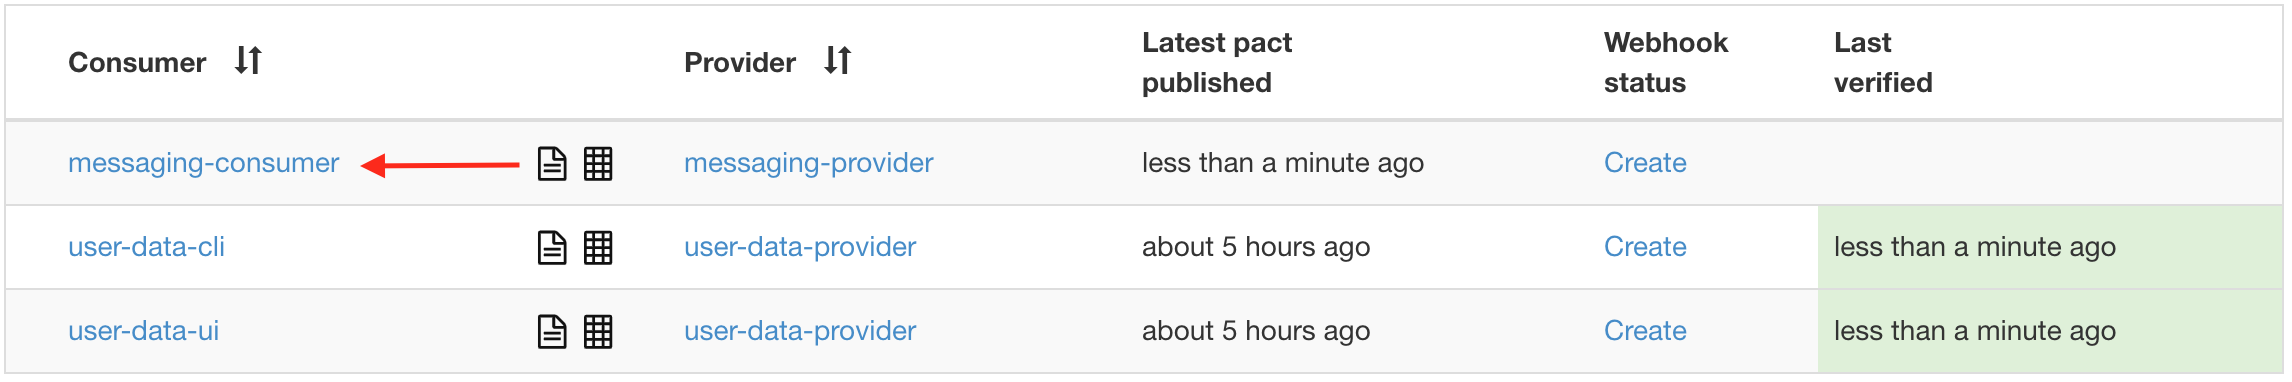 Consumer Provider Latest pact published Webhook status Last verified
messaging-consumer messaging-provider less than a minute ago Create
user-data-cli user-data-provider about 5 hours ago Create less than a minute ago
user-data-ui user-data-provider about 5 hours ago Create less than a minute ago